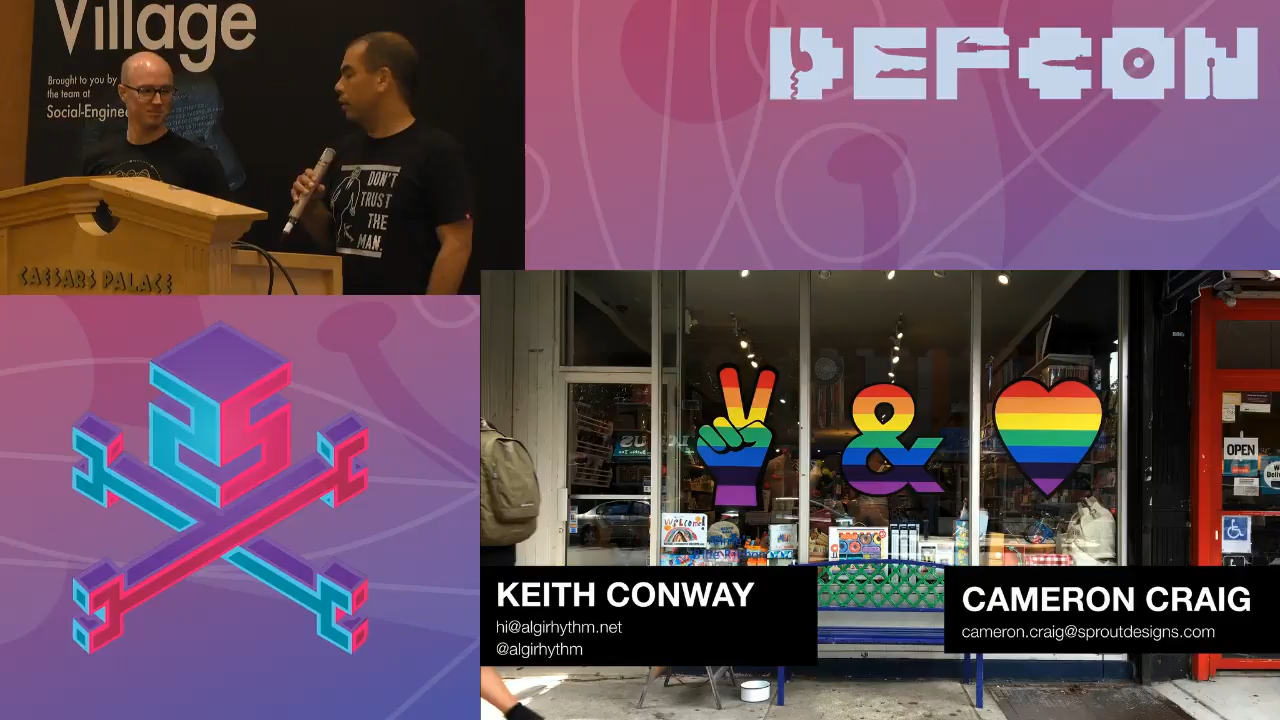 Village
Brought to you by
the team at
Social-Enginee
DON'T
TRUST
THE
MAN.
CAESARS PALACE
DEFCON
&
OPEN
Welcome!
KEITH CONWAY
hi@algirhythm.net
@algirhythm
CAMERON CRAIG
cameron.craig@sproutdesigns.com